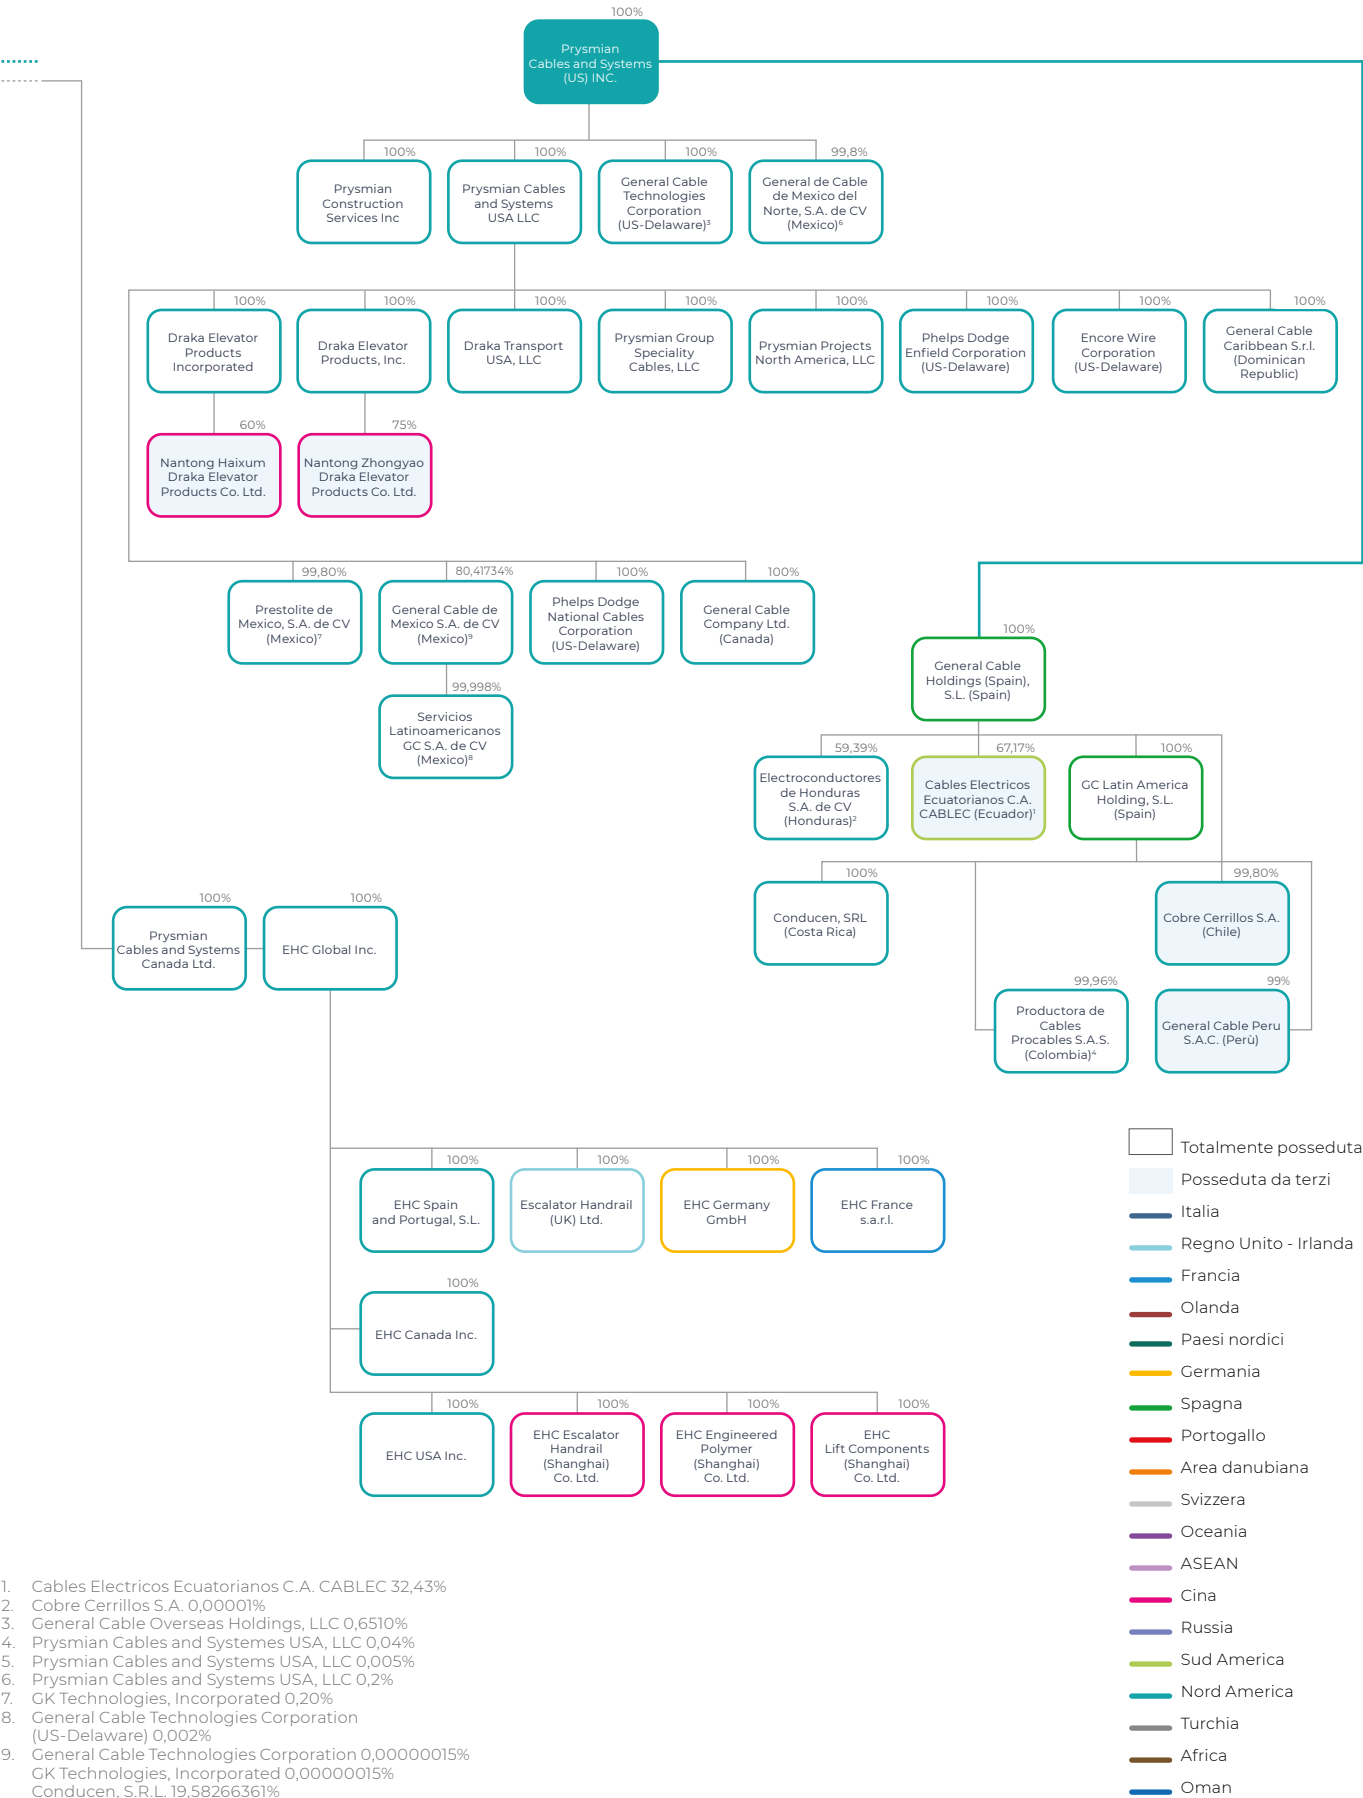 100%
Prysmian
Cables and Systems
(US) INC.
100%
Prysmian
Construction
Services Inc
100%
Prysmian Cables
and Systems
USA LLC
100%
General Cable
Technologies
Corporation
(US-Delaware)³
99,8%
General de Cable
de Mexico del
Norte, S.A. de CV
(Mexico)⁶
100%
Draka Elevator
Products
Incorporated
100%
Draka Elevator
Products, Inc.
100%
Draka Transport
USA, LLC
100%
Prysmian Group
Speciality
Cables, LLC
100%
Prysmian Projects
North America, LLC
100%
Phelps Dodge
Enfield Corporation
(US-Delaware)
100%
Encore Wire
Corporation
(US-Delaware)
100%
General Cable
Caribbean S.r.l.
(Dominican
Republic)
60%
Nantong Haixum
Draka Elevator
Products Co. Ltd.
75%
Nantong Zhongyao
Draka Elevator
Products Co. Ltd.
99,80%
Prestolite de
Mexico, S.A. de CV
(Mexico)⁷
80,41734%
General Cable de
Mexico S.A. de CV
(Mexico)⁹
100%
Phelps Dodge
National Cables
Corporation
(US-Delaware)
100%
General Cable
Company Ltd.
(Canada)
99,998%
Servicios
Latinoamericanos
GC S.A. de CV
(Mexico)⁸
100%
General Cable
Holdings (Spain),
S.L. (Spain)
59,39%
Electroconductores
de Honduras
S.A. de CV
(Honduras)²
67,17%
Cables Electricos
Ecuatorianos C.A.
CABLEC (Ecuador)¹
100%
GC Latin America
Holding, S.L.
(Spain)
100%
Conducen, SRL
(Costa Rica)
99,80%
Cobre Cerrillos S.A.
(Chile)
99,96%
Productora de
Cables
Procables S.A.S.
(Colombia)⁴
99%
General Cable Peru
S.A.C. (Perù)
100%
Prysmian
Cables and Systems
Canada Ltd.
100%
EHC Global Inc.
100%
EHC Spain
and Portugal, S.L.
100%
Escalator Handrail
(UK) Ltd.
100%
EHC Germany
GmbH
100%
EHC France
s.a.r.l.
100%
EHC Canada Inc.
100%
EHC USA Inc.
100%
EHC Escalator
Handrail
(Shanghai)
Co. Ltd.
100%
EHC Engineered
Polymer
(Shanghai)
Co. Ltd.
100%
EHC
Lift Components
(Shanghai)
Co. Ltd.
Totalmente posseduta
Posseduta da terzi
Italia
Regno Unito - Irlanda
Francia
Olanda
Paesi nordici
Germania
Spagna
Portogallo
Area danubiana
Svizzera
Oceania
ASEAN
Cina
Russia
Sud America
Nord America
Turchia
Africa
Oman
1. Cables Electricos Ecuatorianos C.A. CABLEC 32,43%
2. Cobre Cerrillos S.A. 0,00001%
3. General Cable Overseas Holdings, LLC 0,6510%
4. Prysmian Cables and Systemes USA, LLC 0,04%
5. Prysmian Cables and Systems USA, LLC 0,005%
6. Prysmian Cables and Systems USA, LLC 0,2%
7. GK Technologies, Incorporated 0,20%
8. General Cable Technologies Corporation
(US-Delaware) 0,002%
9. General Cable Technologies Corporation 0,00000015%
GK Technologies, Incorporated 0,00000015%
Conducen, S.R.L. 19,58266361%